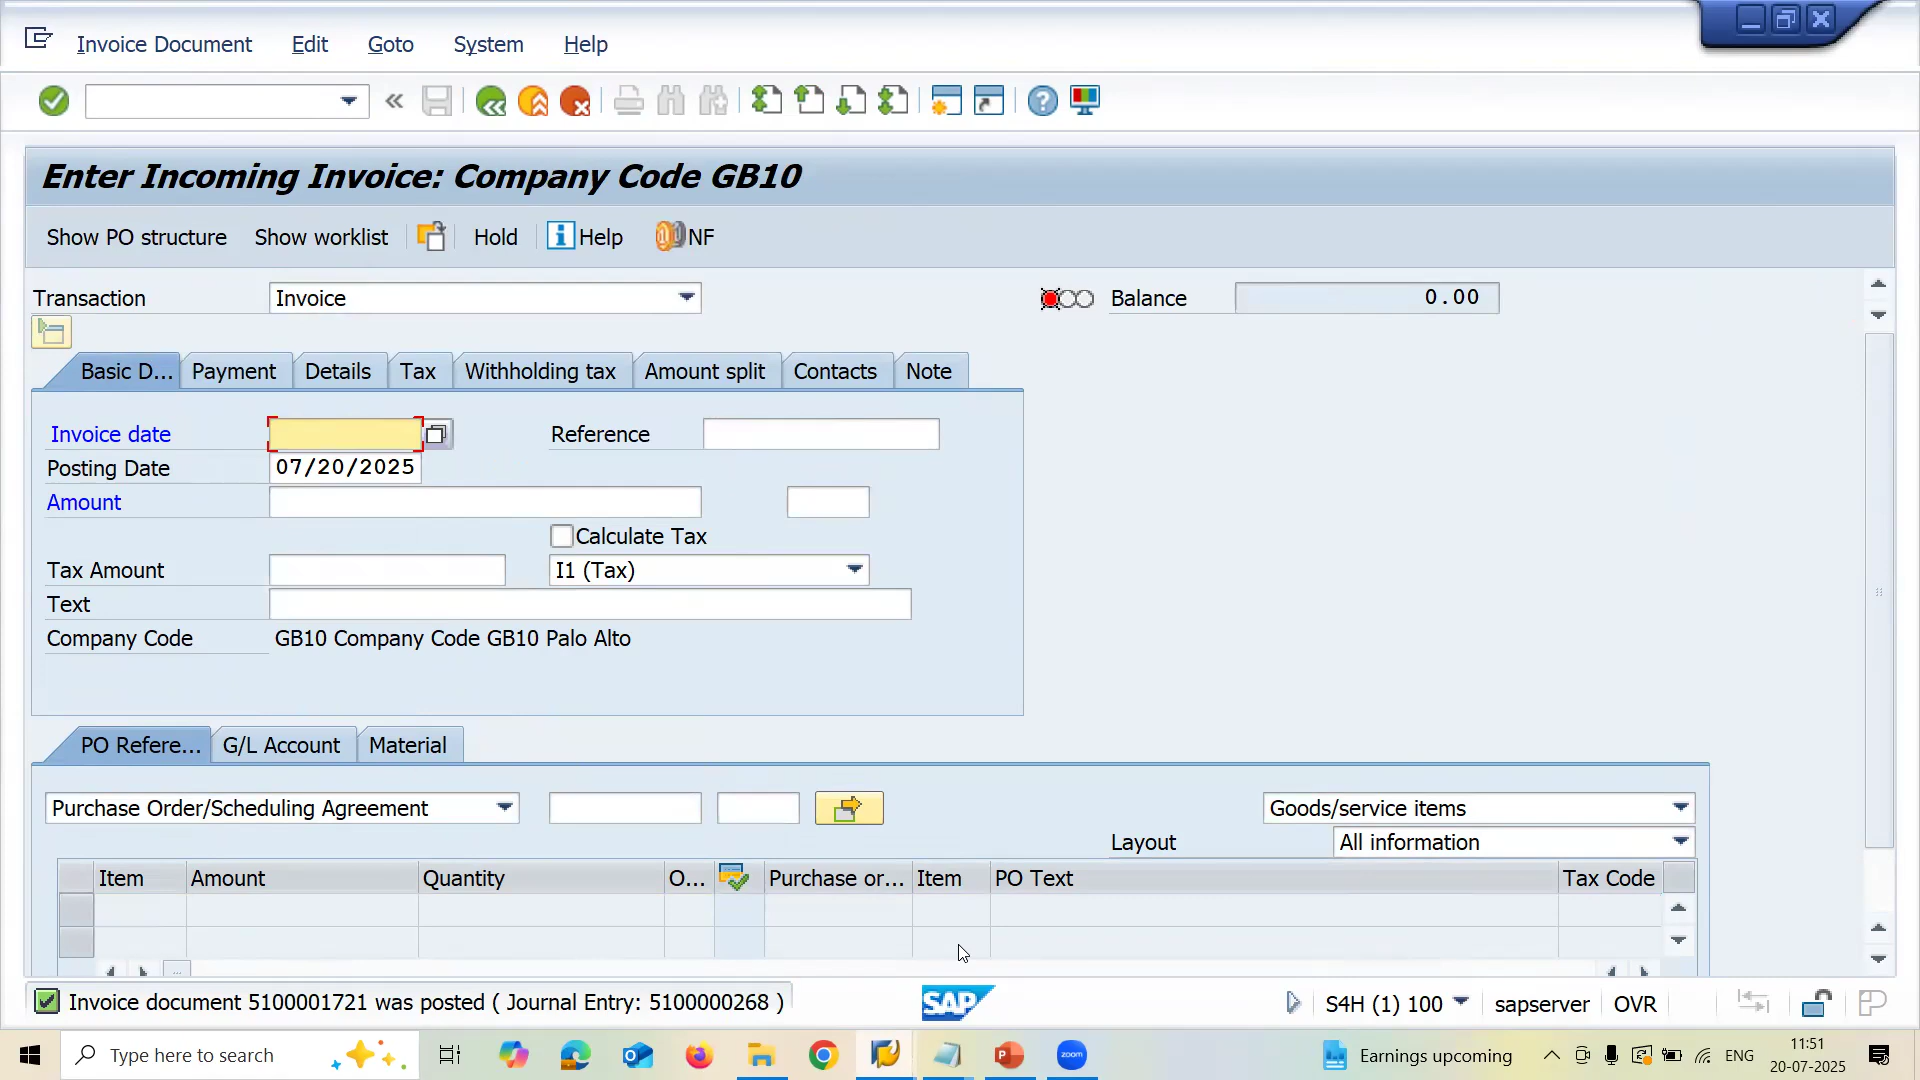 Invoice Document Edit Goto System Help
Enter Incoming Invoice: Company Code GB10
Show PO structure Show worklist Hold Help NF
Transaction Invoice Balance 0.00
Basic D... Payment Details Tax Withholding tax Amount split Contacts Note
Invoice date Reference
Posting Date 07/20/2025
Amount
Calculate Tax
Tax Amount I1 (Tax)
Text
Company Code GB10 Company Code GB10 Palo Alto
PO Refere... G/L Account Material
Purchase Order/Scheduling Agreement Goods/service items
Layout All information
Item Amount Quantity O... Purchase or... Item PO Text Tax Code
...
Invoice document 5100001721 was posted ( Journal Entry: 5100000268 ) SAP S4H (1) 100 sapserver OVR
Type here to search zoom Earnings upcoming ENG 11:51
20-07-2025